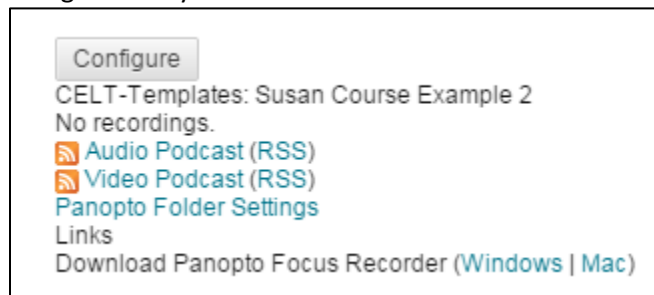 Configure
CELT-Templates: Susan Course Example 2
No recordings.
Audio Podcast (RSS)
Video Podcast (RSS)
Panopto Folder Settings
Links
Download Panopto Focus Recorder (Windows | Mac)